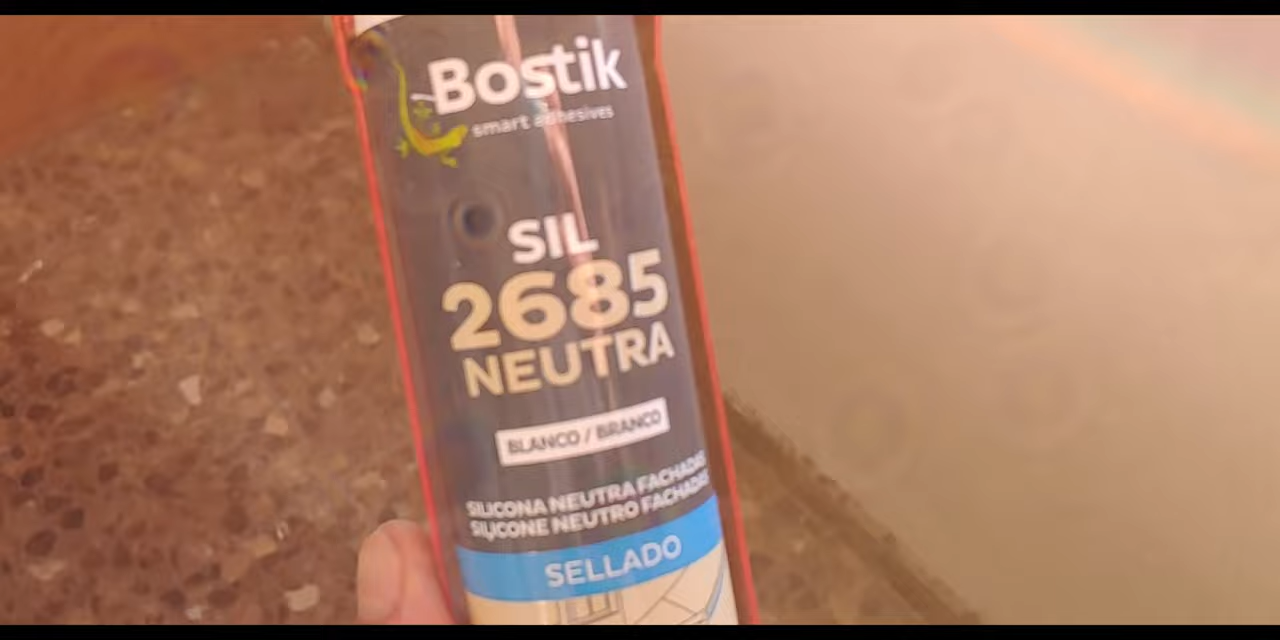 Bostik
smart adhesives
SIL
2685
NEUTRA
BLANCO / BRANCO
SILICONA NEUTRA FACHADAS
SILICONE NEUTRO FACHADAS
SELLADO